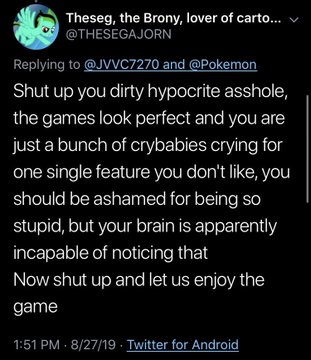 Theseg, the Brony, lover of carto...
@THESEGAJORN
Replying to @JVVC7270 and @Pokemon
Shut up you dirty hypocrite asshole,
the games look perfect and you are
just a bunch of crybabies crying for
one single feature you don't like, you
should be ashamed for being so
stupid, but your brain is apparently
incapable of noticing that
Now shut up and let us enjoy the
game
1:51 PM · 8/27/19 · Twitter for Android